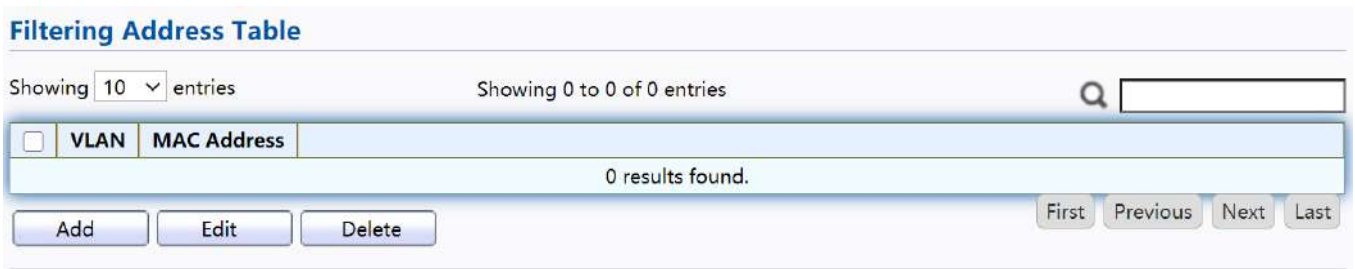 Filtering Address Table
Showing 10 entries Showing 0 to 0 of 0 entries
VLAN MAC Address
0 results found.
First Previous Next Last
Add Edit Delete